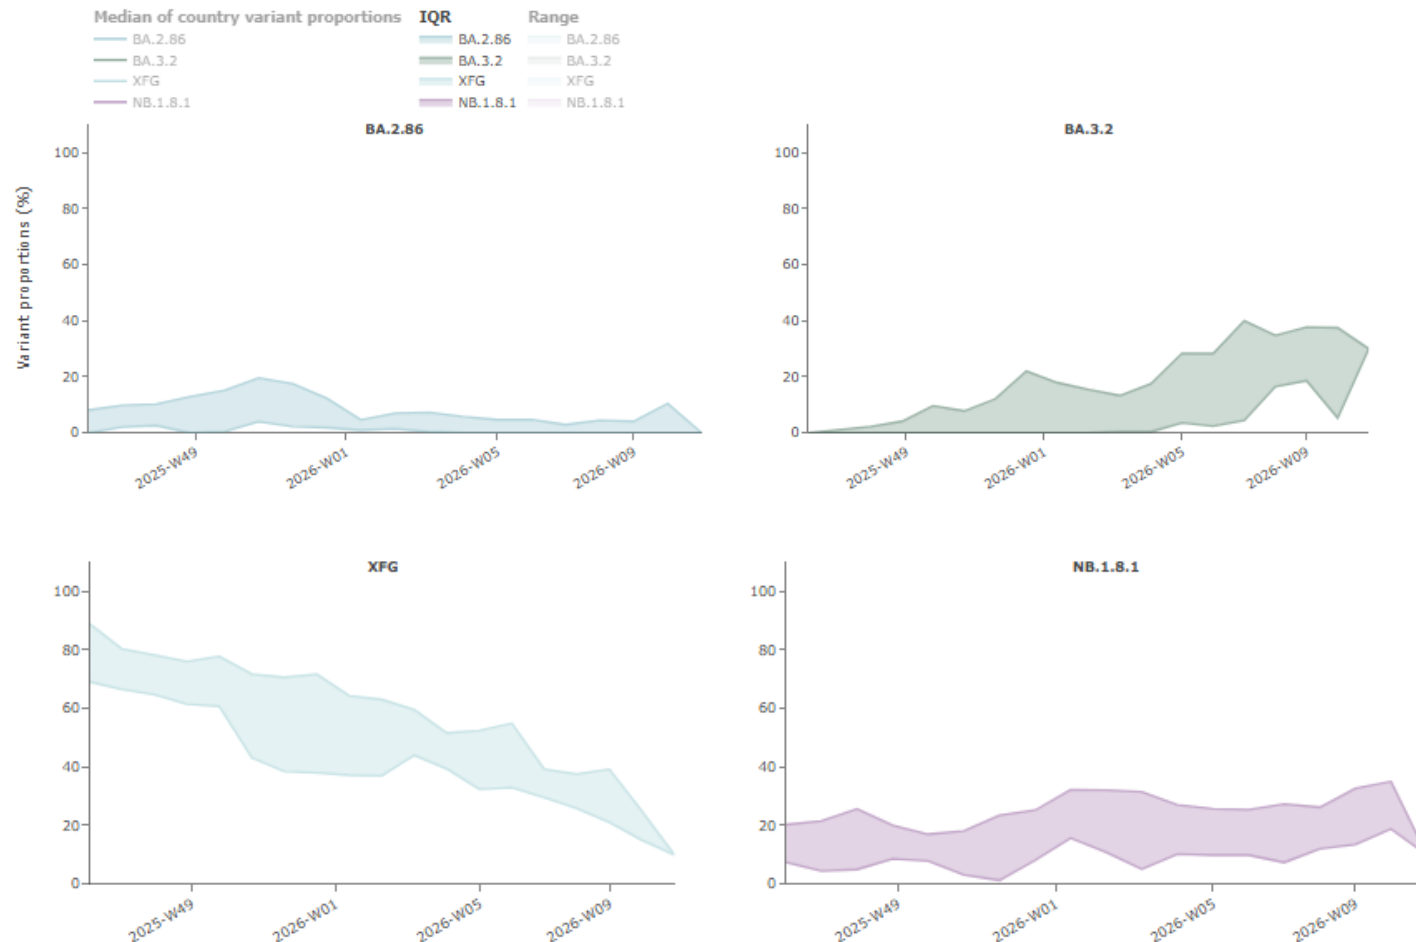 Median of country variant proportions IQR Range
BA.2.86 BA.2.86 BA.2.86
BA.3.2 BA.3.2 BA.3.2
XFG XFG XFG
NB.1.8.1 NB.1.8.1 NB.1.8.1
Variant proportions (%)
BA.2.86
100
80
60
40
20
0
2025-W49 2026-W01 2026-W05 2026-W09
BA.3.2
100
80
60
40
20
0
2025-W49 2026-W01 2026-W05 2026-W09
XFG
100
80
60
40
20
0
2025-W49 2026-W01 2026-W05 2026-W09
NB.1.8.1
100
80
60
40
20
0
2025-W49 2026-W01 2026-W05 2026-W09